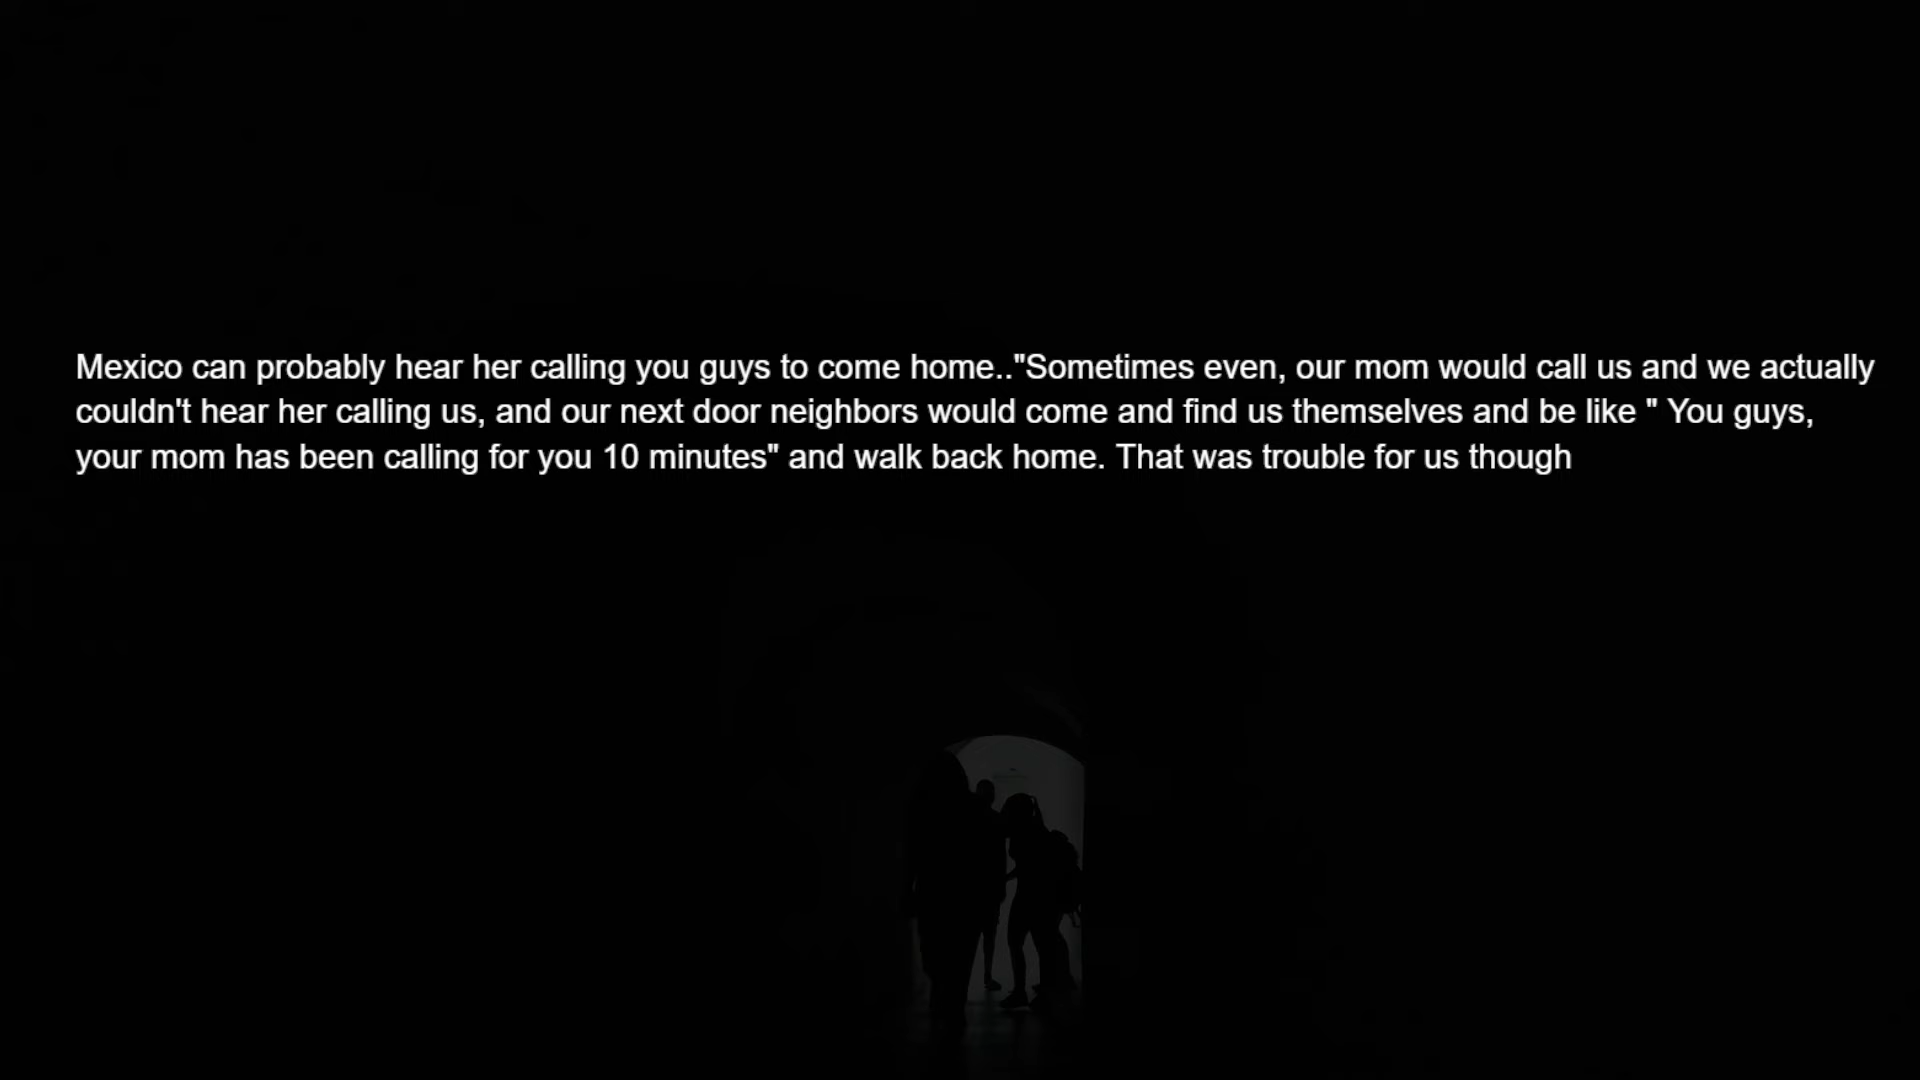 Mexico can probably hear her calling you guys to come home.."Sometimes even, our mom would call us and we actually
couldn't hear her calling us, and our next door neighbors would come and find us themselves and be like " You guys,
your mom has been calling for you 10 minutes" and walk back home. That was trouble for us though